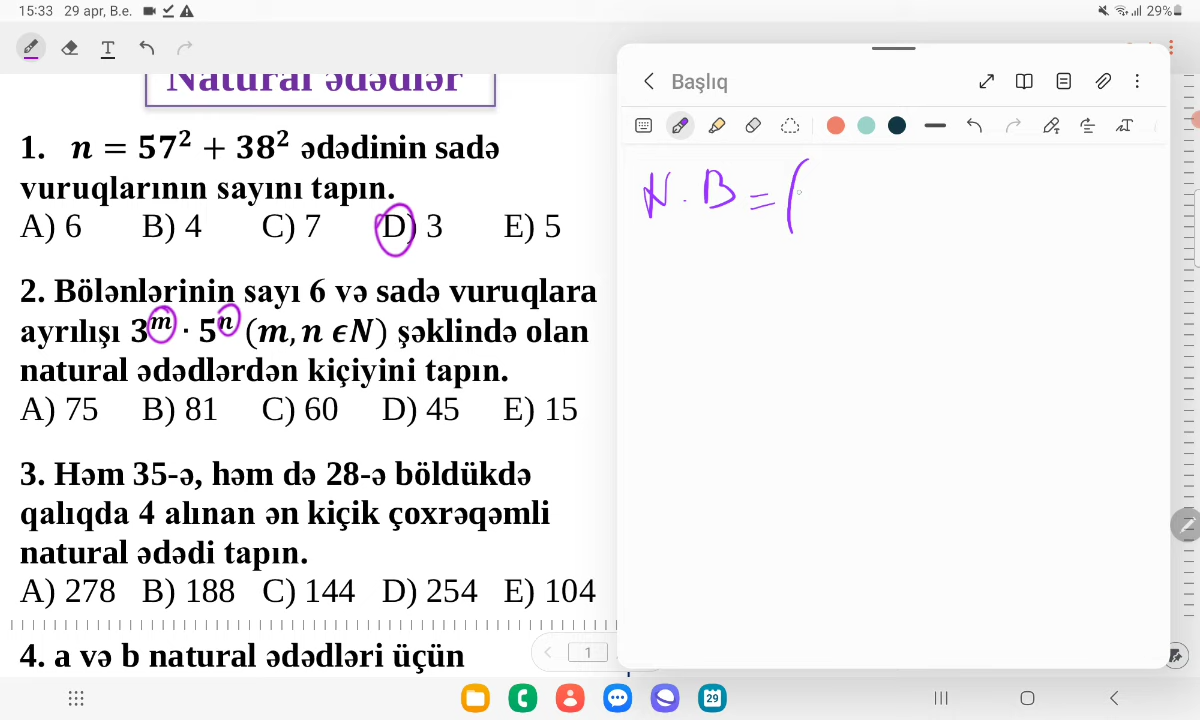 15:33 29 apr, B.e. 29%
Natural ədədlər
Başlıq
1. n = 57² + 38² ədədinin sadə
vuruqlarının sayını tapın.
A) 6 B) 4 C) 7 D) 3 E) 5
2. Bölənlərinin sayı 6 və sadə vuruqlara
ayrılışı 3ᵐ · 5ⁿ (m, n ϵN) şəklində olan
natural ədədlərdən kiçiyini tapın.
A) 75 B) 81 C) 60 D) 45 E) 15
3. Həm 35-ə, həm də 28-ə böldükdə
qalıqda 4 alınan ən kiçik çoxrəqəmli
natural ədədi tapın.
A) 278 B) 188 C) 144 D) 254 E) 104
4. a və b natural ədədləri üçün
1
N.B=(
29